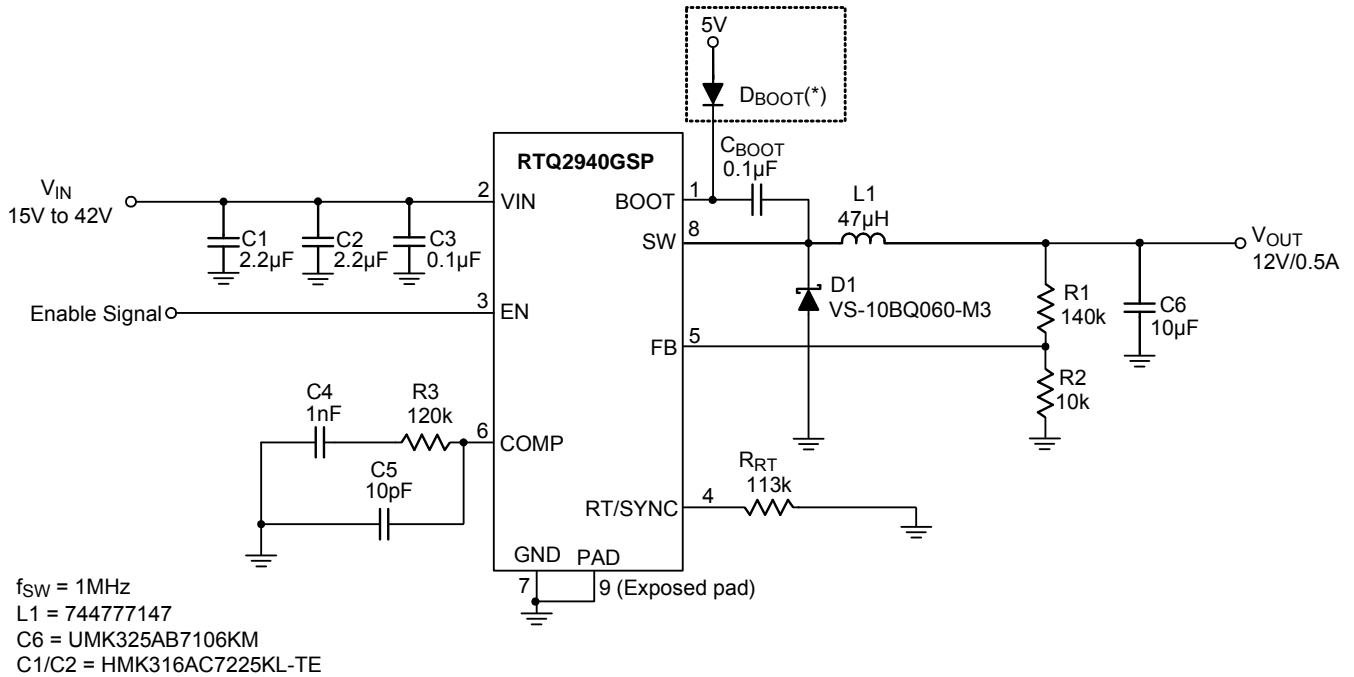 5V
DBOOT(*)
CBOOT
0.1µF
RTQ2940GSP
VIN
15V to 42V
2
VIN
BOOT
1
L1
47µH
C1
2.2µF
C2
2.2µF
C3
0.1µF
SW
8
VOUT
12V/0.5A
Enable Signal
3
EN
D1
VS-10BQ060-M3
R1
140k
C6
10µF
FB
5
R2
10k
C4
1nF
R3
120k
6
COMP
C5
10pF
RT/SYNC
4
RRT
113k
GND
PAD
7
9 (Exposed pad)
fSW = 1MHz
L1 = 744777147
C6 = UMK325AB7106KM
C1/C2 = HMK316AC7225KL-TE